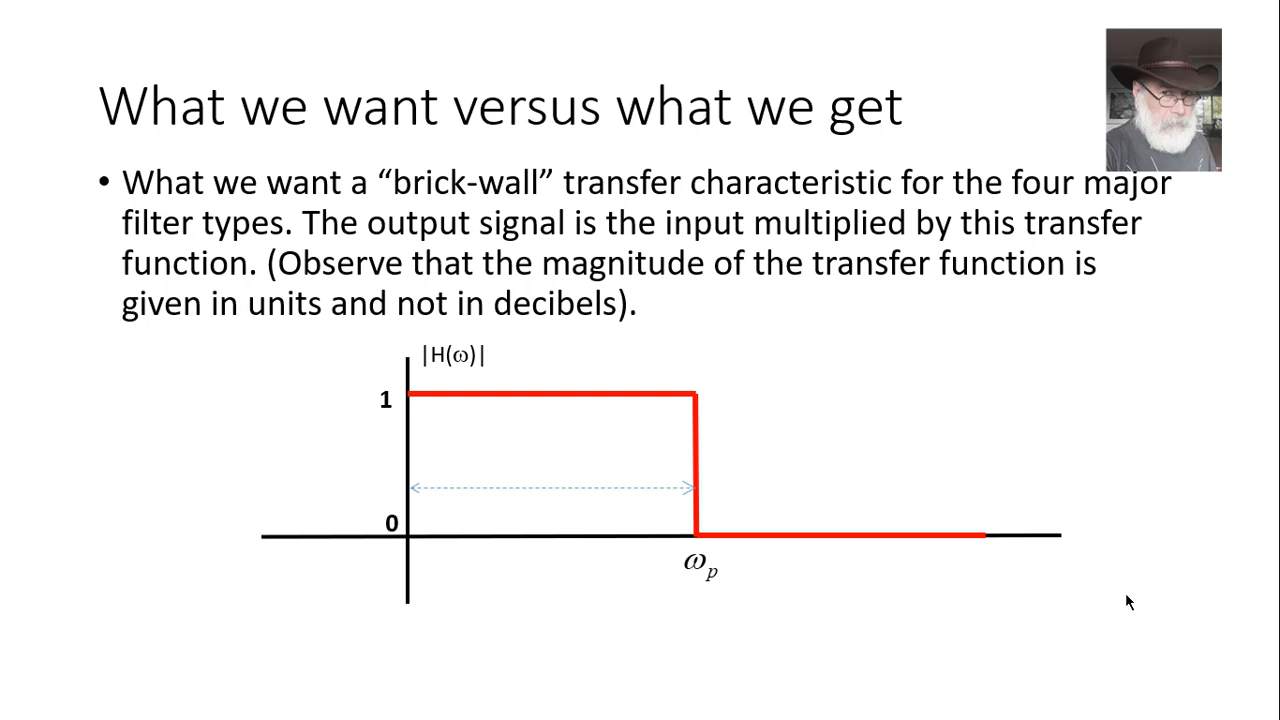 What we want versus what we get
• What we want a “brick-wall” transfer characteristic for the four major
filter types. The output signal is the input multiplied by this transfer
function. (Observe that the magnitude of the transfer function is
given in units and not in decibels).
|H(ω)|
1
0
ωp